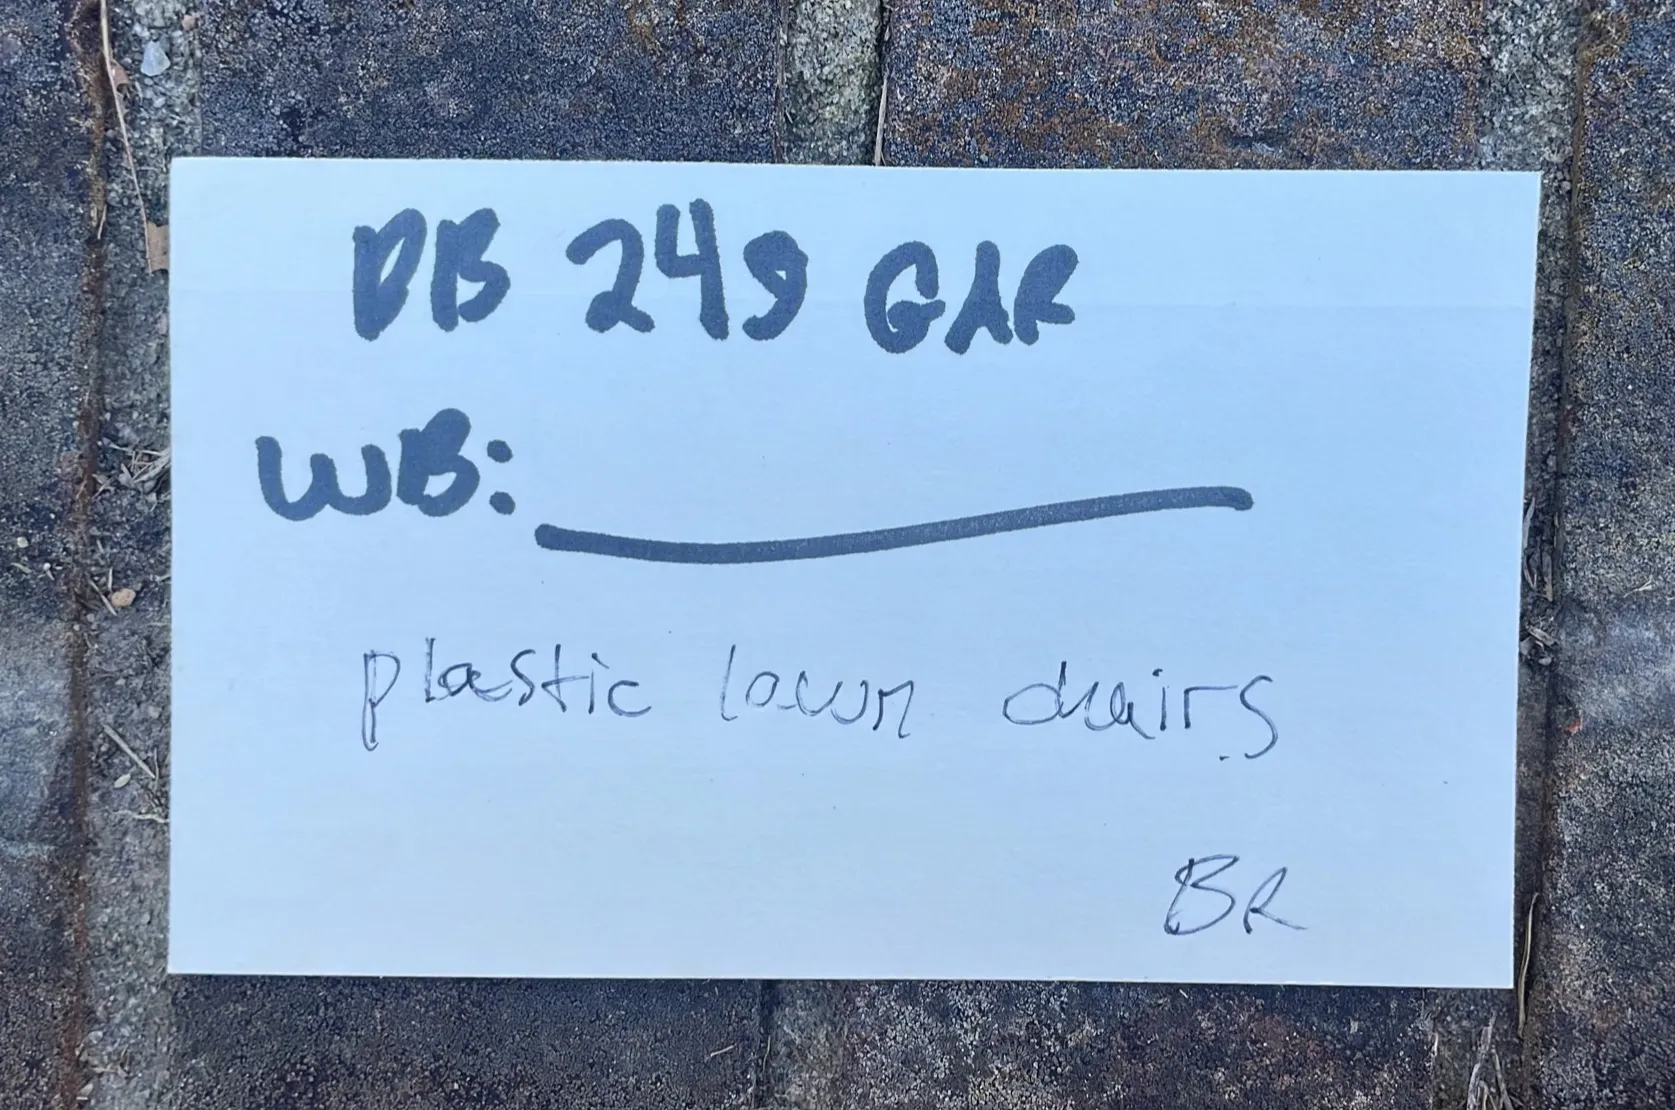 DB 249 GAR
WB:
plastic lawn chairs
BR